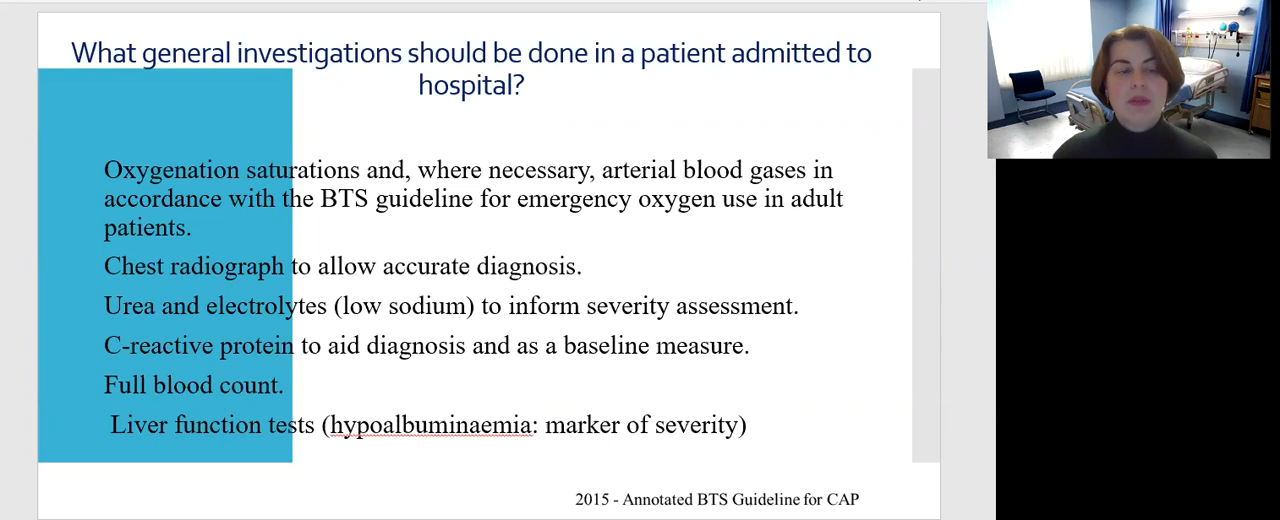 What general investigations should be done in a patient admitted to
hospital?
Oxygenation saturations and, where necessary, arterial blood gases in
accordance with the BTS guideline for emergency oxygen use in adult
patients.
Chest radiograph to allow accurate diagnosis.
Urea and electrolytes (low sodium) to inform severity assessment.
C-reactive protein to aid diagnosis and as a baseline measure.
Full blood count.
Liver function tests (hypoalbuminaemia: marker of severity)
2015 - Annotated BTS Guideline for CAP